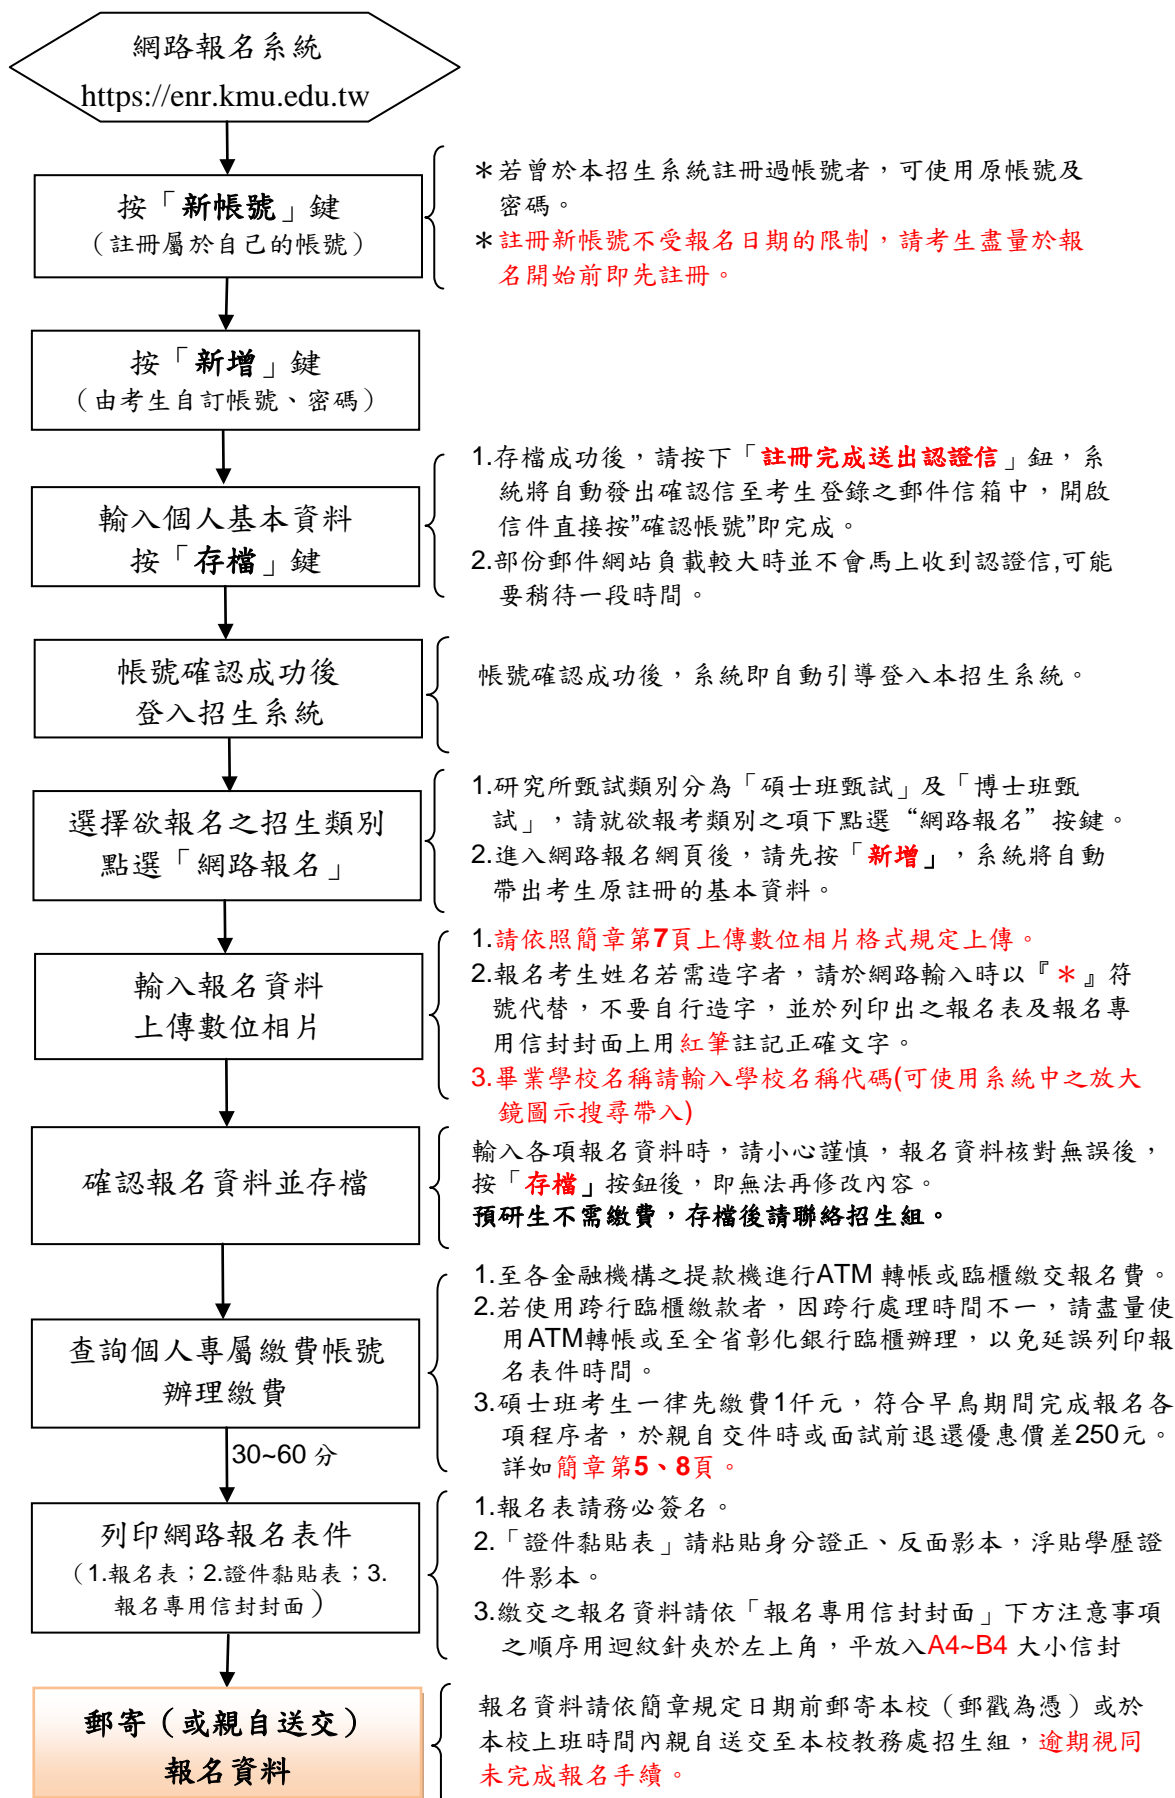 網路報名系統
https://enr.kmu.edu.tw
按「新帳號」鍵
（註冊屬於自己的帳號）
＊若曾於本招生系統註冊過帳號者，可使用原帳號及
密碼。
＊註冊新帳號不受報名日期的限制，請考生盡量於報
名開始前即先註冊。
按「新增」鍵
（由考生自訂帳號、密碼）
輸入個人基本資料
按「存檔」鍵
1.存檔成功後，請按下「註冊完成送出認證信」鈕，系
統將自動發出確認信至考生登錄之郵件信箱中，開啟
信件直接按”確認帳號”即完成。
2.部份郵件網站負載較大時並不會馬上收到認證信,可能
要稍待一段時間。
帳號確認成功後
登入招生系統
帳號確認成功後，系統即自動引導登入本招生系統。
選擇欲報名之招生類別
點選「網路報名」
1.研究所甄試類別分為「碩士班甄試」及「博士班甄
試」，請就欲報考類別之項下點選“網路報名”按鍵。
2.進入網路報名網頁後，請先按「新增」，系統將自動
帶出考生原註冊的基本資料。
輸入報名資料
上傳數位相片
1.請依照簡章第7頁上傳數位相片格式規定上傳。
2.報名考生姓名若需造字者，請於網路輸入時以『＊』符
號代替，不要自行造字，並於列印出之報名表及報名專
用信封封面上用紅筆註記正確文字。
3.畢業學校名稱請輸入學校名稱代碼(可使用系統中之放大
鏡圖示搜尋帶入)
確認報名資料並存檔
輸入各項報名資料時，請小心謹慎，報名資料核對無誤後，
按「存檔」按鈕後，即無法再修改內容。
預研生不需繳費，存檔後請聯絡招生組。
查詢個人專屬繳費帳號
辦理繳費
1.至各金融機構之提款機進行ATM 轉帳或臨櫃繳交報名費。
2.若使用跨行臨櫃繳款者，因跨行處理時間不一，請盡量使
用ATM轉帳或至全省彰化銀行臨櫃辦理，以免延誤列印報
名表件時間。
3.碩士班考生一律先繳費1仟元，符合早鳥期間完成報名各
項程序者，於親自交件時或面試前退還優惠價差250元。
詳如簡章第5、8頁。
30~60 分
列印網路報名表件
（1.報名表；2.證件黏貼表；3.
報名專用信封封面）
1.報名表請務必簽名。
2.「證件黏貼表」請粘貼身分證正、反面影本，浮貼學歷證
件影本。
3.繳交之報名資料請依「報名專用信封封面」下方注意事項
之順序用迴紋針夾於左上角，平放入A4~B4 大小信封
郵寄（或親自送交）
報名資料
報名資料請依簡章規定日期前郵寄本校（郵戳為憑）或於
本校上班時間內親自送交至本校教務處招生組，逾期視同
未完成報名手續。